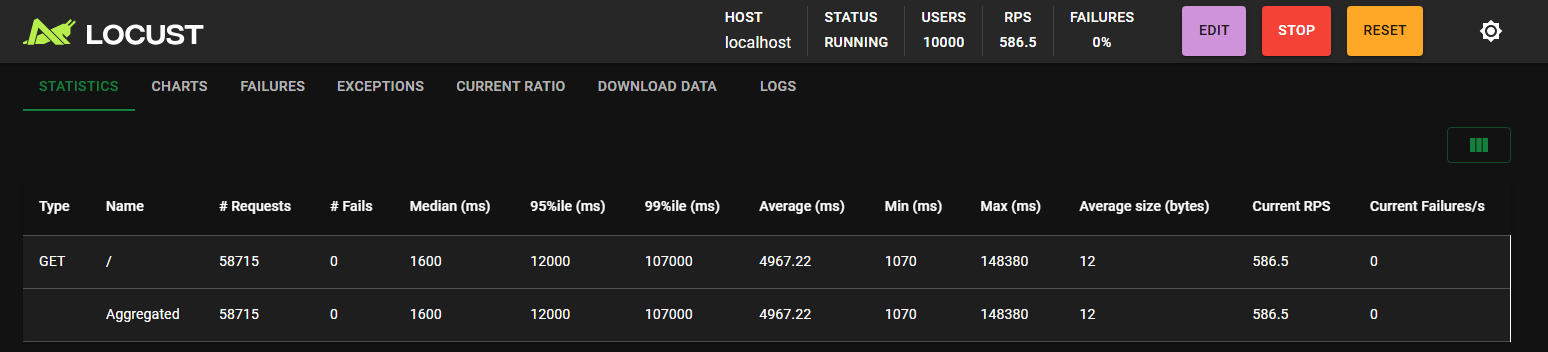 LOCUST
HOST STATUS USERS RPS FAILURES
localhost RUNNING 10000 586.5 0%
EDIT STOP RESET
STATISTICS CHARTS FAILURES EXCEPTIONS CURRENT RATIO DOWNLOAD DATA LOGS
Type Name # Requests # Fails Median (ms) 95%ile (ms) 99%ile (ms) Average (ms) Min (ms) Max (ms) Average size (bytes) Current RPS Current Failures/s
GET / 58715 0 1600 12000 107000 4967.22 1070 148380 12 586.5 0
Aggregated 58715 0 1600 12000 107000 4967.22 1070 148380 12 586.5 0